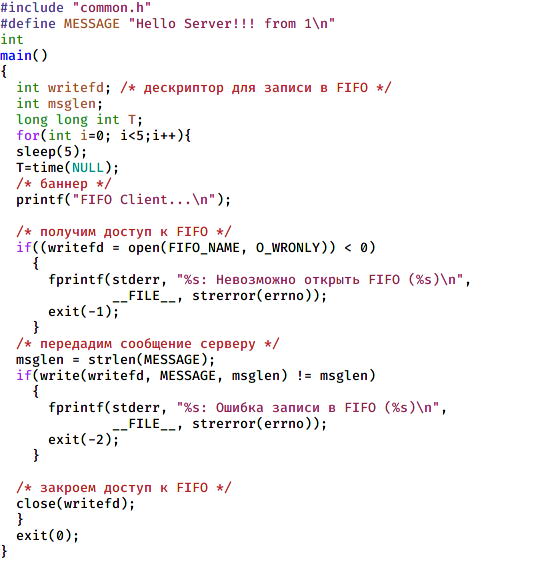 #include "common.h"
#define MESSAGE "Hello Server!!! from 1\n"
int
main()
{
  int writefd; /* дескриптор для записи в FIFO */
  int msglen;
  long long int T;
  for(int i=0; i<5;i++){
  sleep(5);
  T=time(NULL);
  /* баннер */
  printf("FIFO Client...\n");

  /* получим доступ к FIFO */
  if((writefd = open(FIFO_NAME, O_WRONLY)) < 0)
    {
      fprintf(stderr, "%s: Невозможно открыть FIFO (%s)\n",
              __FILE__, strerror(errno));
      exit(-1);
    }
  /* передадим сообщение серверу */
  msglen = strlen(MESSAGE);
  if(write(writefd, MESSAGE, msglen) != msglen)
    {
      fprintf(stderr, "%s: Ошибка записи в FIFO (%s)\n",
              __FILE__, strerror(errno));
      exit(-2);
    }

  /* закроем доступ к FIFO */
  close(writefd);
  }
  exit(0);
}